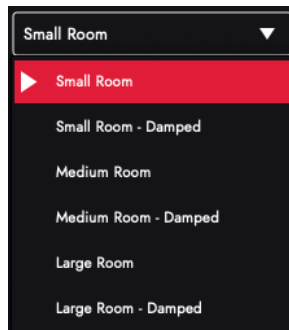 Small Room
Small Room
Small Room - Damped
Medium Room
Medium Room - Damped
Large Room
Large Room - Damped